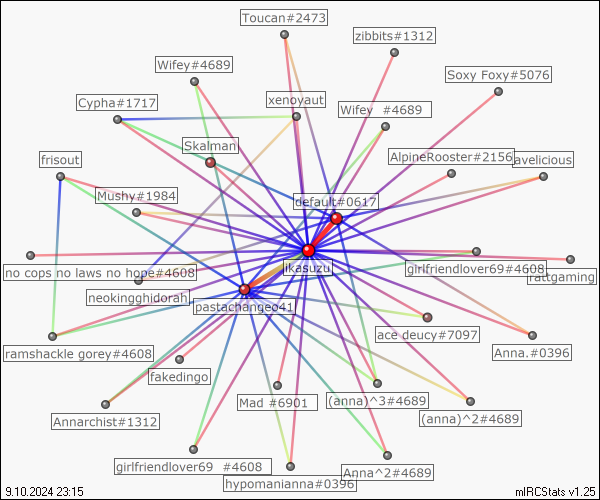 Toucan#2473
zibbits#1312
Wifey#4689
Soxy Foxy#5076
Cypha#1717
xenoyaut
Wifey  #4689
Skalman
frisout
AlpineRooster#2156
avelicious
Mushy#1984
default#0617
no cops no laws no hope#4608
ikasuzu
girlfriendlover69#4608
rattgaming
neokingghidorah
pastachangeo41
ace deucy#7097
ramshackle gorey#4608
Anna.#0396
fakedingo
Mad #6901
(anna)^3#4689
(anna)^2#4689
Annarchist#1312
girlfriendlover69  #4608
Anna^2#4689
hypomanianna#0396
9.10.2024 23:15
mIRCStats v1.25